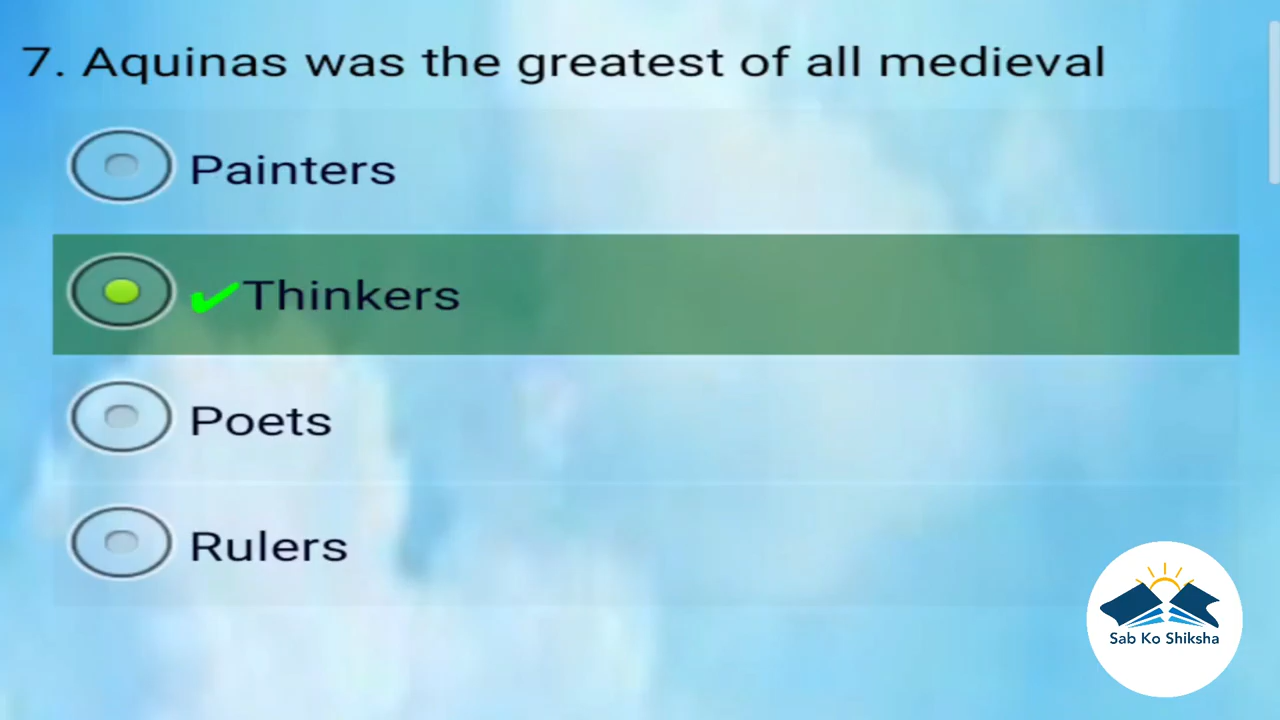 7. Aquinas was the greatest of all medieval
Painters
✔Thinkers
Poets
Rulers
Sab Ko Shiksha